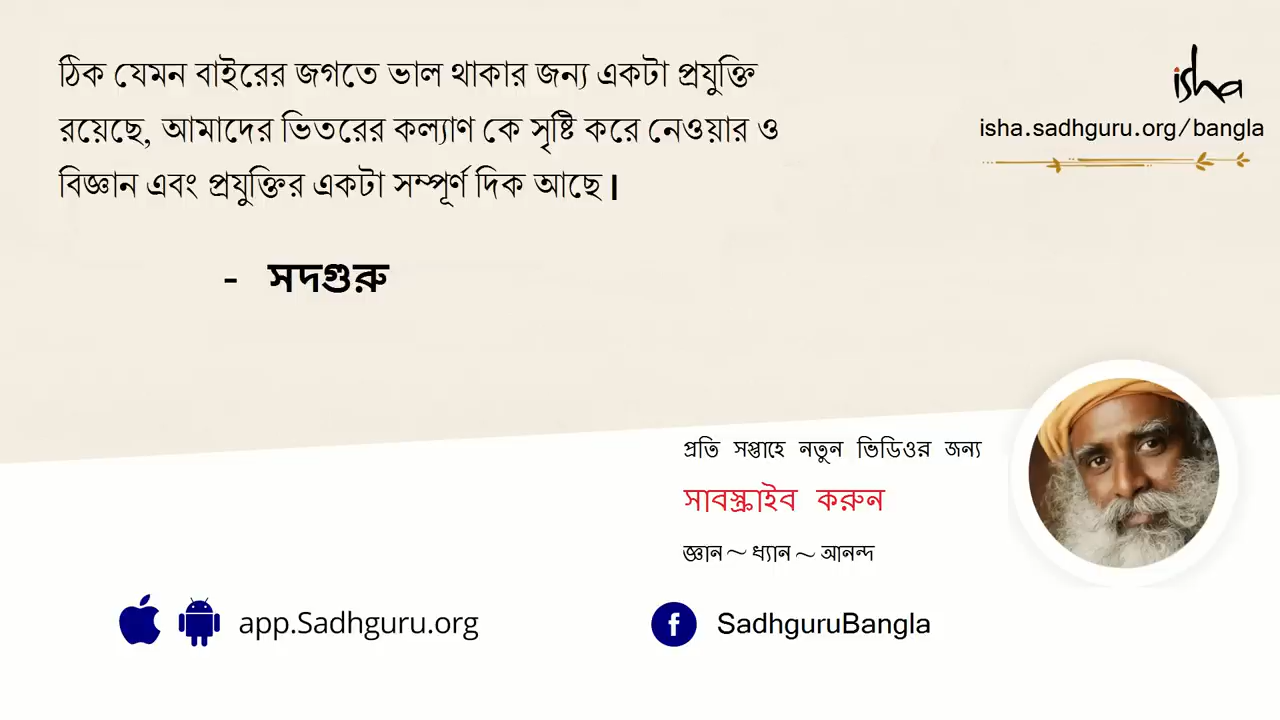 ঠিক যেমন বাইরের জগতে ভাল থাকার জন্য একটা প্রযুক্তি
রয়েছে, আমাদের ভিতরের কল্যাণ কে সৃষ্টি করে নেওয়ার ও
বিজ্ঞান এবং প্রযুক্তির একটা সম্পূর্ণ দিক আছে।
- সদগুরু
isha
isha.sadhguru.org/bangla
প্রতি সপ্তাহে নতুন ভিডিওর জন্য
সাবস্ক্রাইব করুন
জ্ঞান ~ ধ্যান ~ আনন্দ
app.Sadhguru.org
f SadhguruBangla